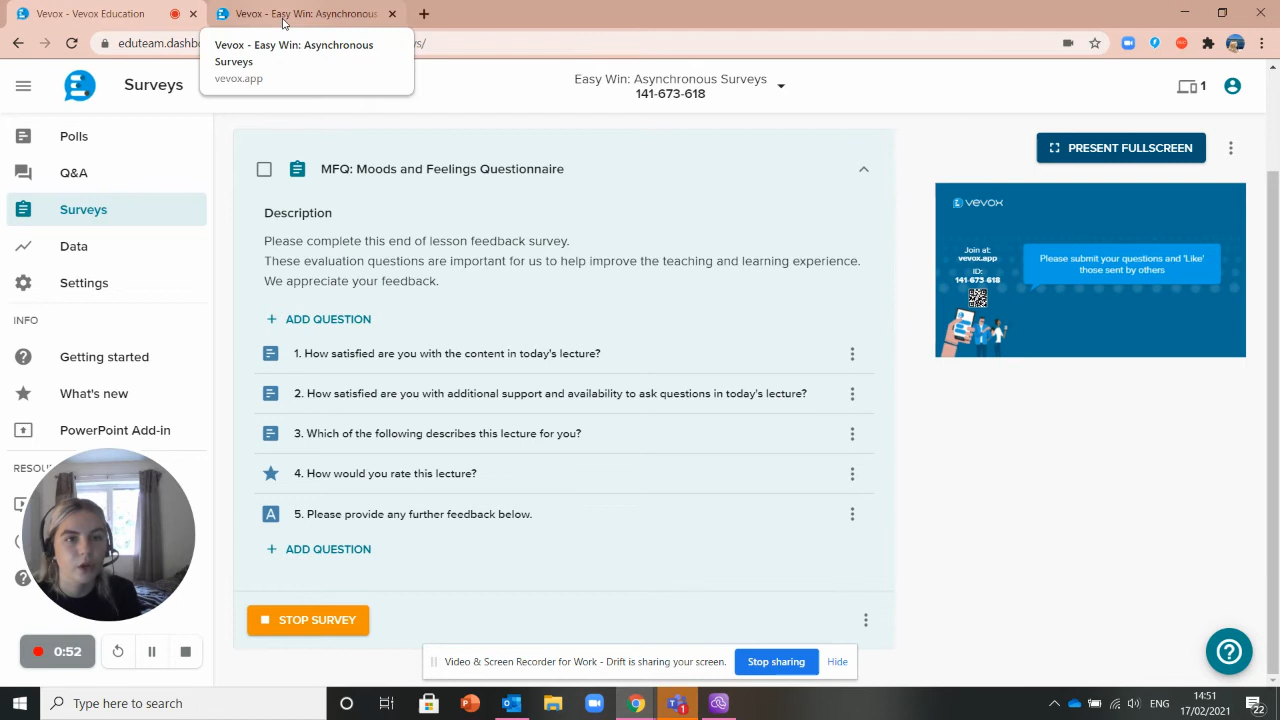 Vevox - Vevox Education
Vevox - Easy Win: Asynchronous
eduteam.dashb
Vevox - Easy Win: Asynchronous
Surveys
vevox.app
Surveys
Easy Win: Asynchronous Surveys
141-673-618
1
Polls
Q&A
Surveys
Data
Settings
INFO
Getting started
What's new
PowerPoint Add-in
MFQ: Moods and Feelings Questionnaire
Description
Please complete this end of lesson feedback survey.
These evaluation questions are important for us to help improve the teaching and learning experience.
We appreciate your feedback.
+ ADD QUESTION
1. How satisfied are you with the content in today's lecture?
2. How satisfied are you with additional support and availability to ask questions in today's lecture?
3. Which of the following describes this lecture for you?
4. How would you rate this lecture?
A 5. Please provide any further feedback below.
+ ADD QUESTION
STOP SURVEY
PRESENT FULLSCREEN
vevox
Join at:
vevox.app
ID:
141-673-618
Please submit your questions and 'Like'
those sent by others
0:52
Video & Screen Recorder for Work - Drift is sharing your screen.
Stop sharing
Hide
Type here to search
1
ENG
14:51
17/02/2021
22